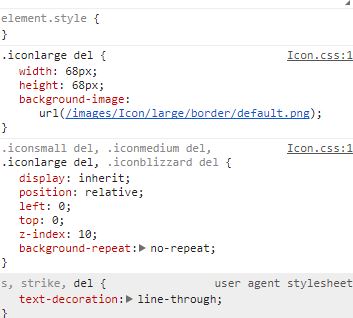 element.style {
}
.iconlarge del { Icon.css:1
width: 68px;
height: 68px;
background-image:
url(/images/Icon/large/border/default.png);
}
.iconsmall del, .iconmedium del, Icon.css:1
.iconlarge del, .iconblizzard del {
display: inherit;
position: relative;
left: 0;
top: 0;
z-index: 10;
background-repeat:▶ no-repeat;
}
s, strike, del { user agent stylesheet
text-decoration:▶ line-through;
}